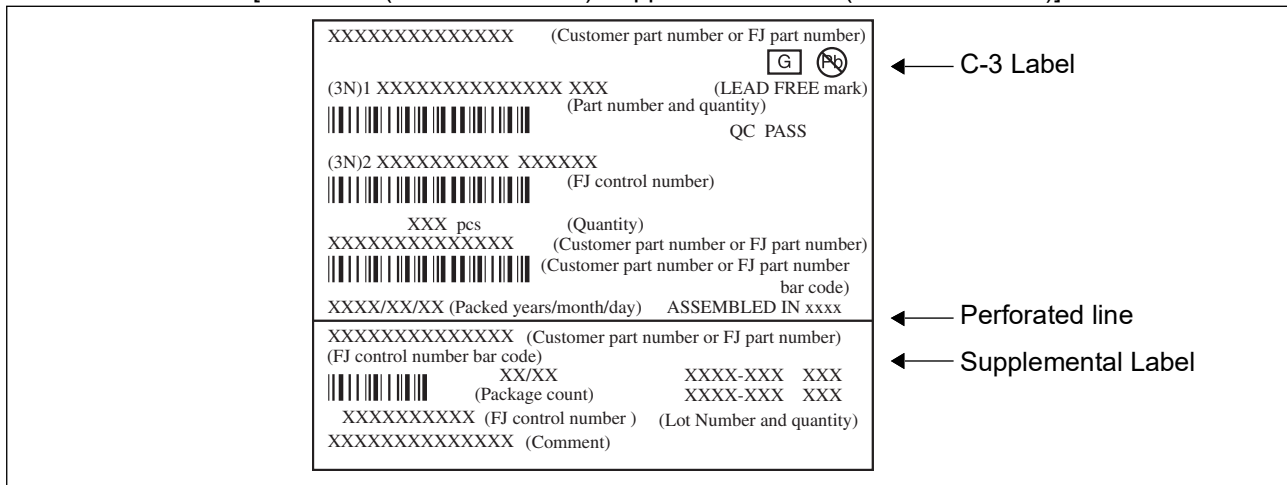 XXXXXXXXXXXXXX (Customer part number or FJ part number)
G Pb
C-3 Label
(3N)1 XXXXXXXXXXXXXX XXX (LEAD FREE mark)
(Part number and quantity)
QC PASS
(3N)2 XXXXXXXXXX XXXXXX
(FJ control number)
XXX pcs (Quantity)
XXXXXXXXXXXXXX (Customer part number or FJ part number)
(Customer part number or FJ part number
bar code)
XXXX/XX/XX (Packed years/month/day) ASSEMBLED IN xxxx
Perforated line
XXXXXXXXXXXXXX (Customer part number or FJ part number)
(FJ control number bar code)
Supplemental Label
XX/XX XXXX-XXX XXX
(Package count) XXXX-XXX XXX
XXXXXXXXXX (FJ control number ) (Lot Number and quantity)
XXXXXXXXXXXXXX (Comment)